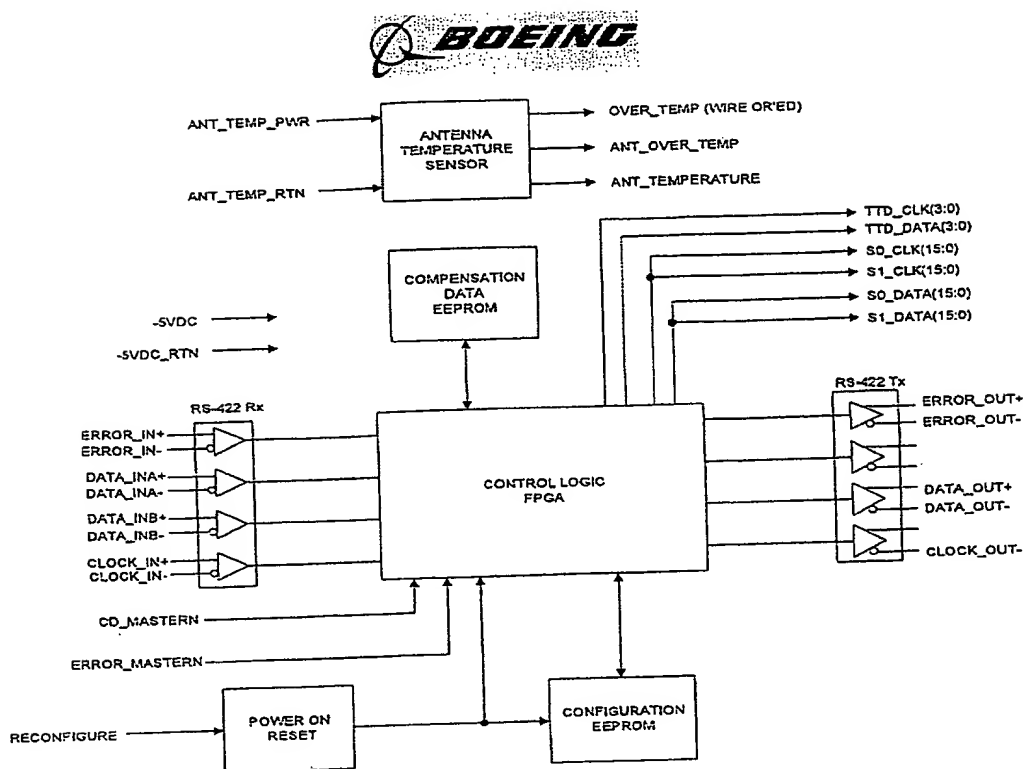 BOEING
ANT_TEMP_PWR
ANT_TEMP_RTN
ANTENNA
TEMPERATURE
SENSOR
OVER_TEMP (WIRE OR'ED)
ANT_OVER_TEMP
ANT_TEMPERATURE
TTD_CLK(3:0)
TTD_DATA(3:0)
S0_CLK(15:0)
S1_CLK(15:0)
S0_DATA(15:0)
S1_DATA(15:0)
COMPENSATION
DATA
EEPROM
-5VDC
-5VDC_RTN
RS-422 Rx
ERROR_IN+
ERROR_IN-
DATA_INA+
DATA_INA-
DATA_INB+
DATA_INB-
CLOCK_IN+
CLOCK_IN-
CONTROL LOGIC
FPGA
RS-422 Tx
ERROR_OUT+
ERROR_OUT-
DATA_OUT+
DATA_OUT-
CLOCK_OUT-
CD_MASTERN
ERROR_MASTERN
RECONFIGURE
POWER ON
RESET
CONFIGURATION
EEPROM